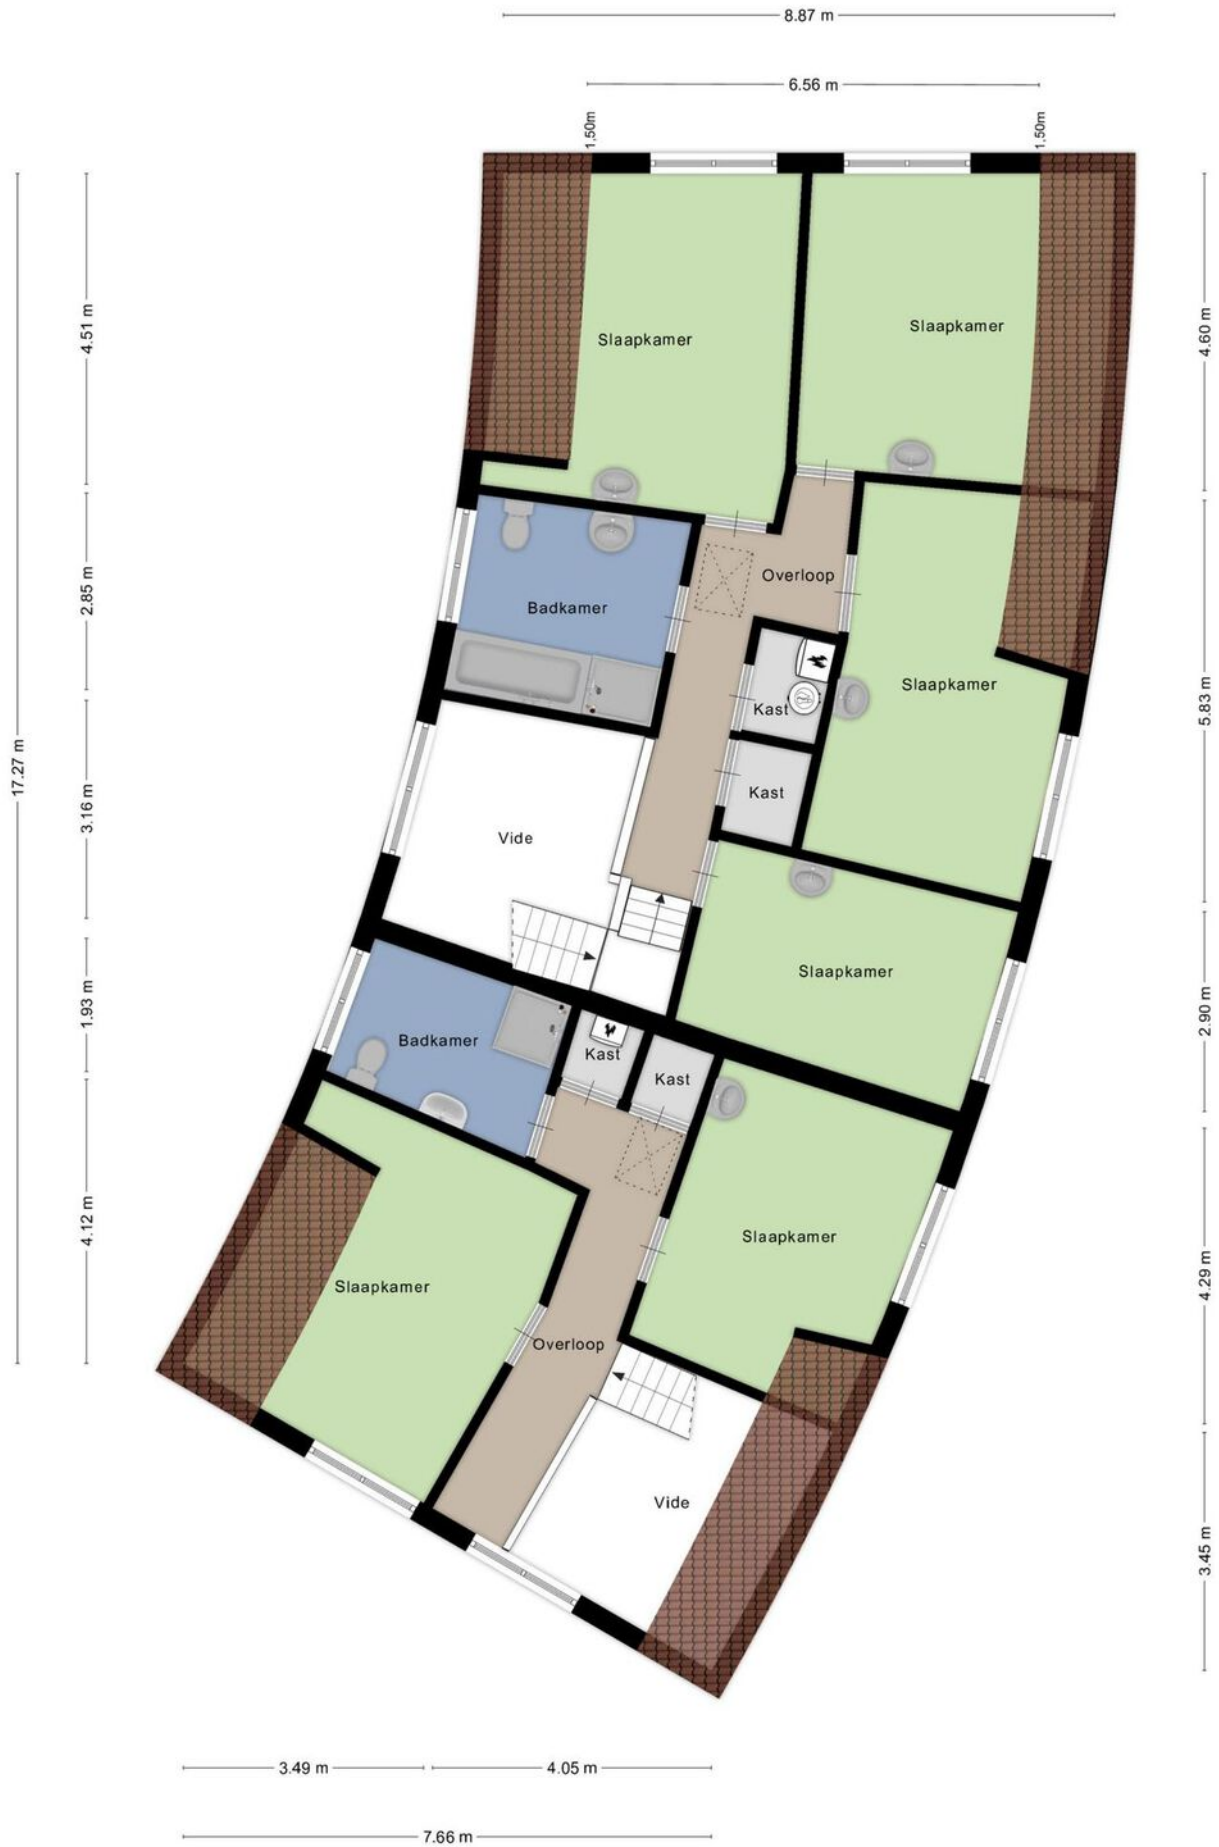 8.87 m
6.56 m
1.50m
1.50m
4.51 m
4.60 m
Slaapkamer
Slaapkamer
Overloop
2.85 m
Badkamer
Slaapkamer
5.83 m
Kast
17.27 m
3.16 m
Kast
Vide
Slaapkamer
1.93 m
2.90 m
Badkamer
Kast
Kast
4.12 m
Slaapkamer
4.29 m
Slaapkamer
Overloop
Vide
3.45 m
3.49 m
4.05 m
7.66 m